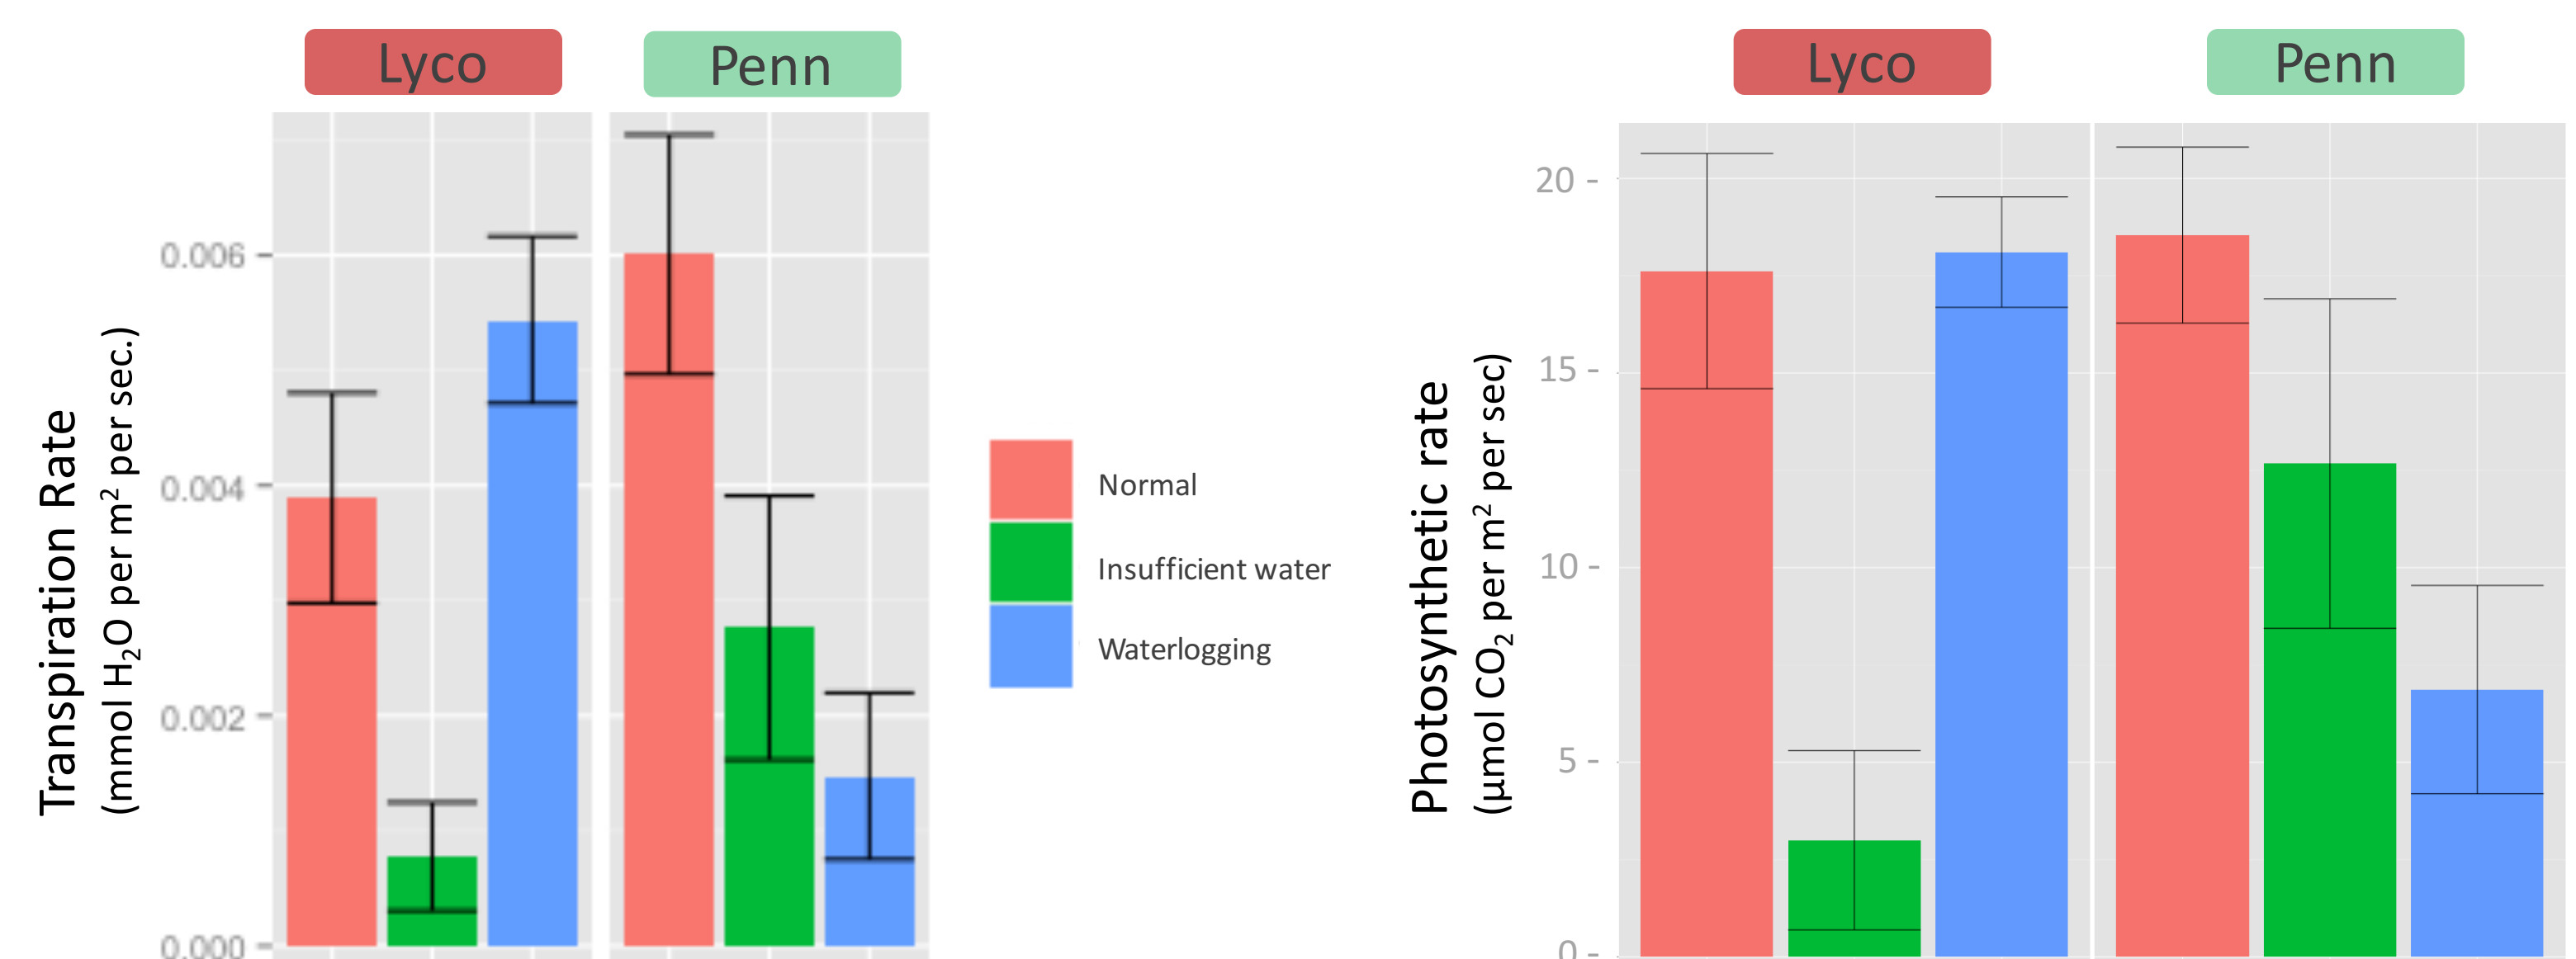 Lyco
Penn
Transpiration Rate
(mmol H₂O per m² per sec.)
0.006
0.004
0.002
0.000
Normal
Insufficient water
Waterlogging
Lyco
Penn
Photosynthetic rate
(µmol CO₂ per m² per sec)
20
15
10
5
0